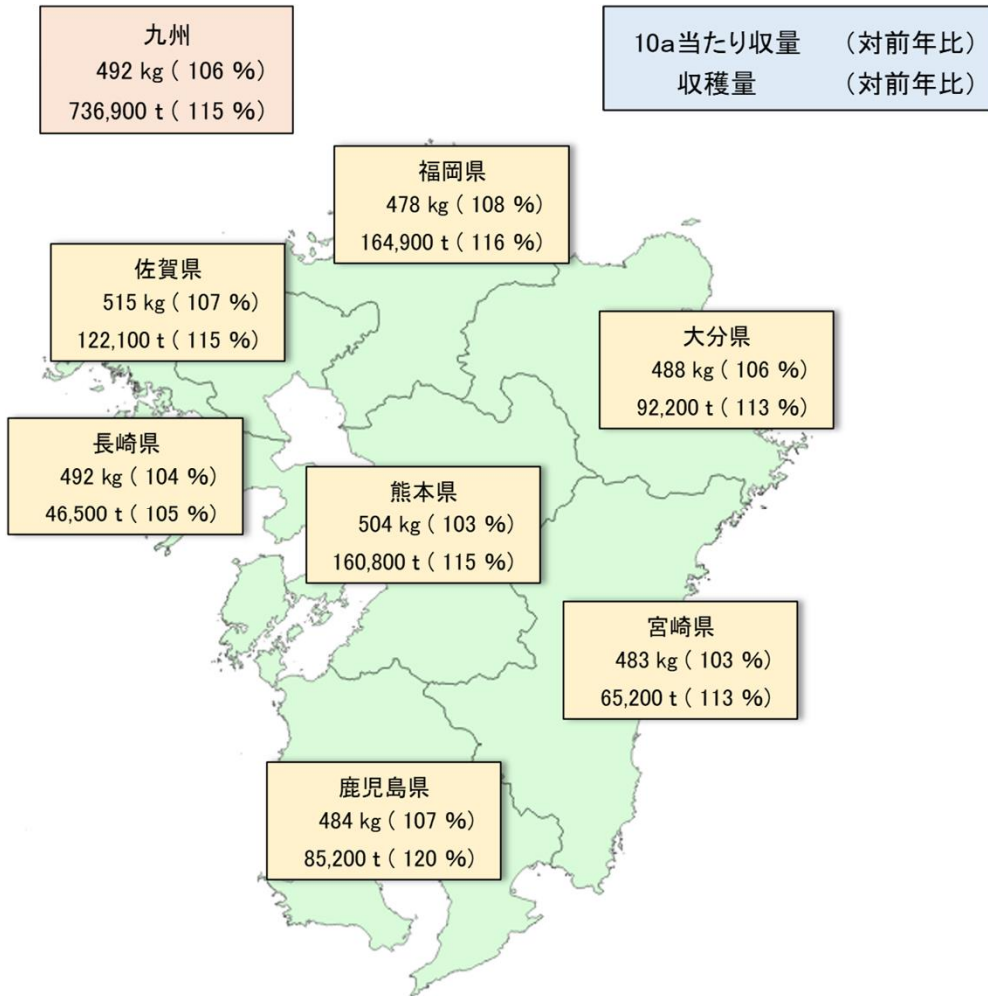 九州
492 kg ( 106 %)
736,900 t ( 115 %)
10a当たり収量 （対前年比）
収穫量 （対前年比）
福岡県
478 kg ( 108 %)
164,900 t ( 116 %)
佐賀県
515 kg ( 107 %)
122,100 t ( 115 %)
大分県
488 kg ( 106 %)
92,200 t ( 113 %)
長崎県
492 kg ( 104 %)
46,500 t ( 105 %)
熊本県
504 kg ( 103 %)
160,800 t ( 115 %)
宮崎県
483 kg ( 103 %)
65,200 t ( 113 %)
鹿児島県
484 kg ( 107 %)
85,200 t ( 120 %)